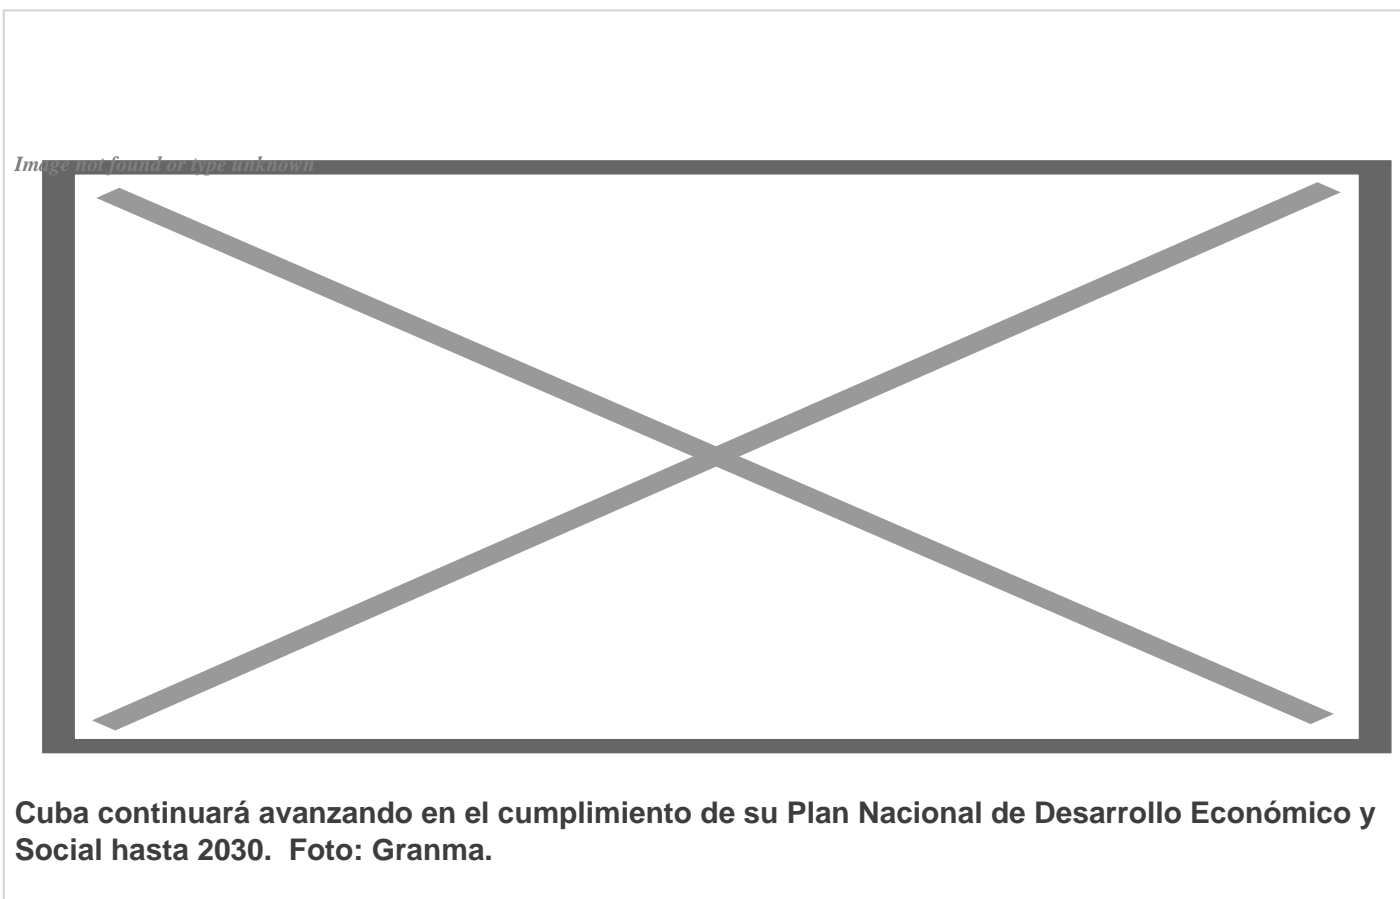 Image not found or type unknown
Cuba continuará avanzando en el cumplimiento de su Plan Nacional de Desarrollo Económico y
Social hasta 2030.  Foto: Granma.